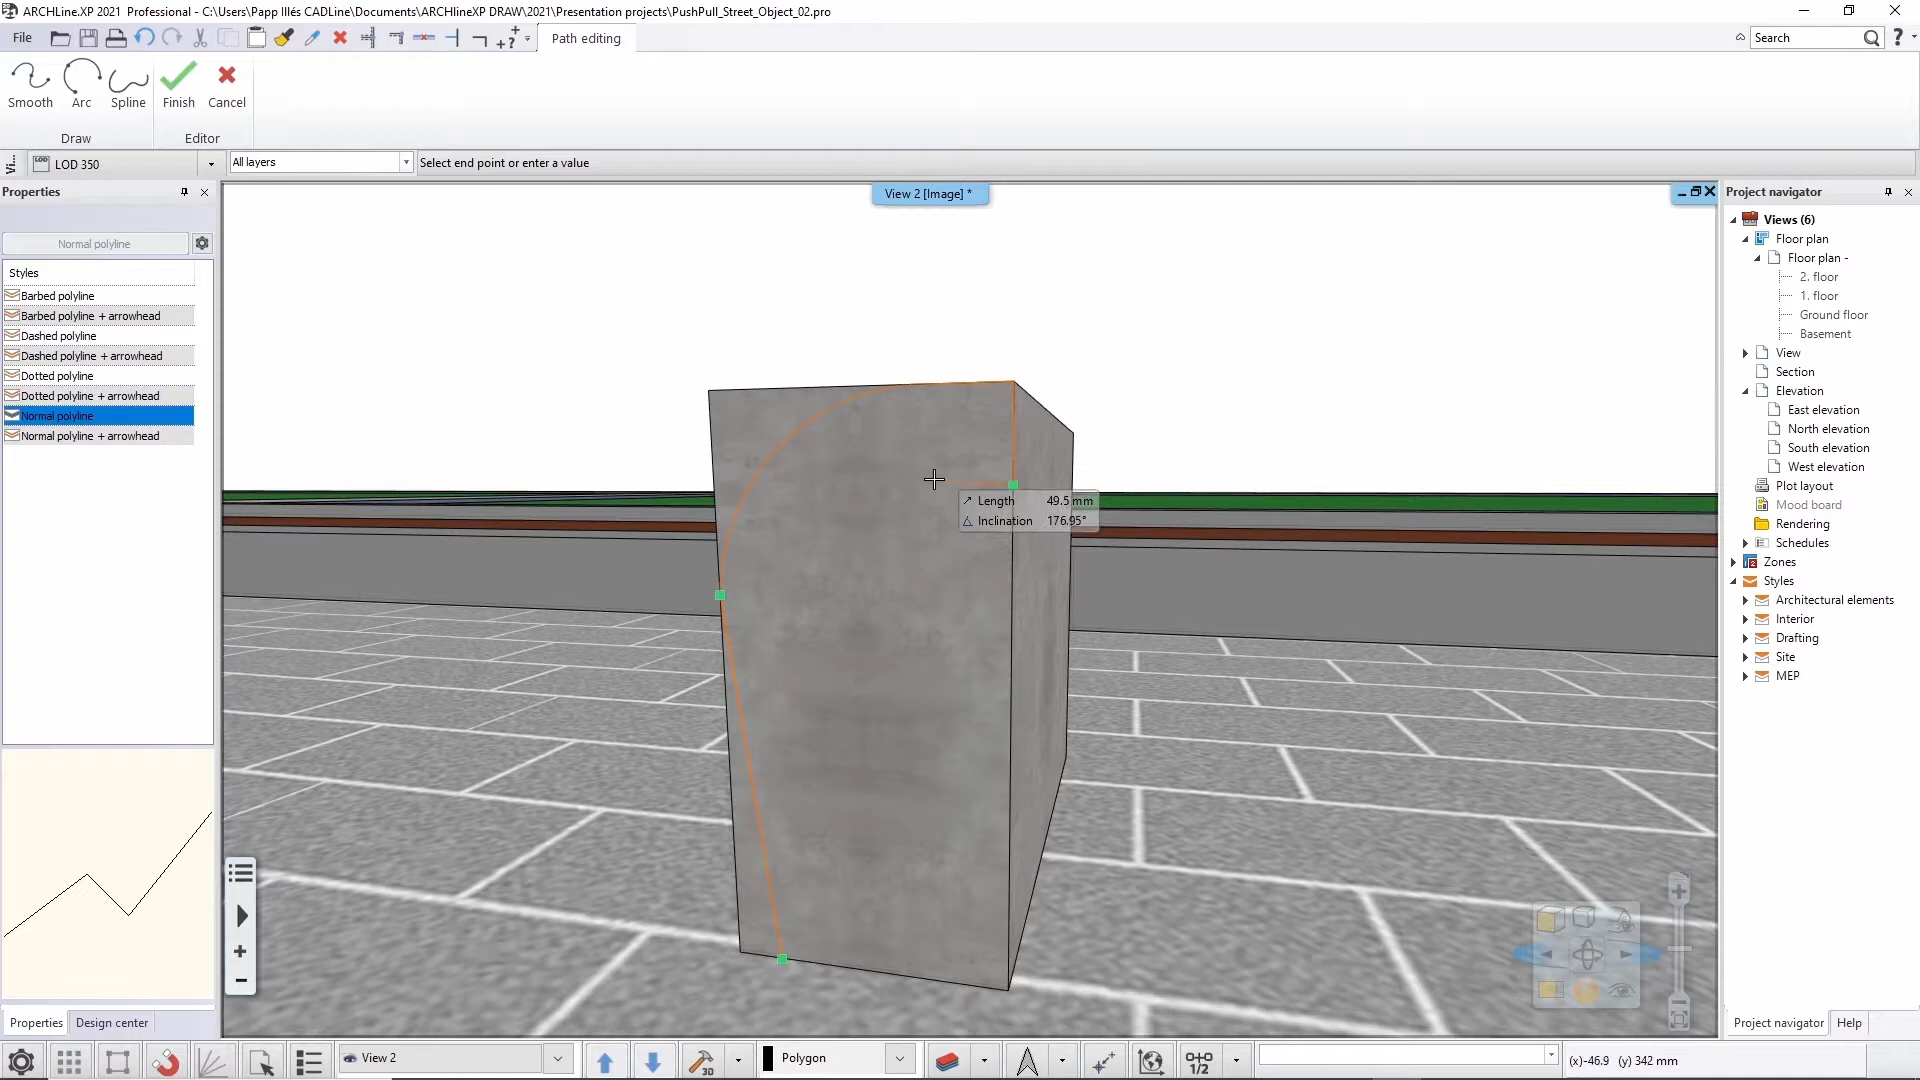 ARCHLine.XP 2021 Professional - C:\Users\Papp Illés CADLine\Documents\ARCHlineXP DRAW\2021\Presentation projects\PushPull_Street_Object_02.pro
File
Path editing
Search
?
Smooth
Arc
Spline
Finish
Cancel
Draw
Editor
LOD 350
All layers
Select end point or enter a value
Properties
View 2 [Image] *
Project navigator
Normal polyline
Styles
Barbed polyline
Barbed polyline + arrowhead
Dashed polyline
Dashed polyline + arrowhead
Dotted polyline
Dotted polyline + arrowhead
Normal polyline
Normal polyline + arrowhead
Length 49.5 mm
Inclination 176.95°
Views (6)
Floor plan
Floor plan -
2. floor
1. floor
Ground floor
Basement
View
Section
Elevation
East elevation
North elevation
South elevation
West elevation
Plot layout
Mood board
Rendering
Schedules
Zones
Styles
Architectural elements
Interior
Drafting
Site
MEP
Properties
Design center
Project navigator
Help
View 2
3D
Polygon
1/2
(x)-46.9 (y) 342 mm